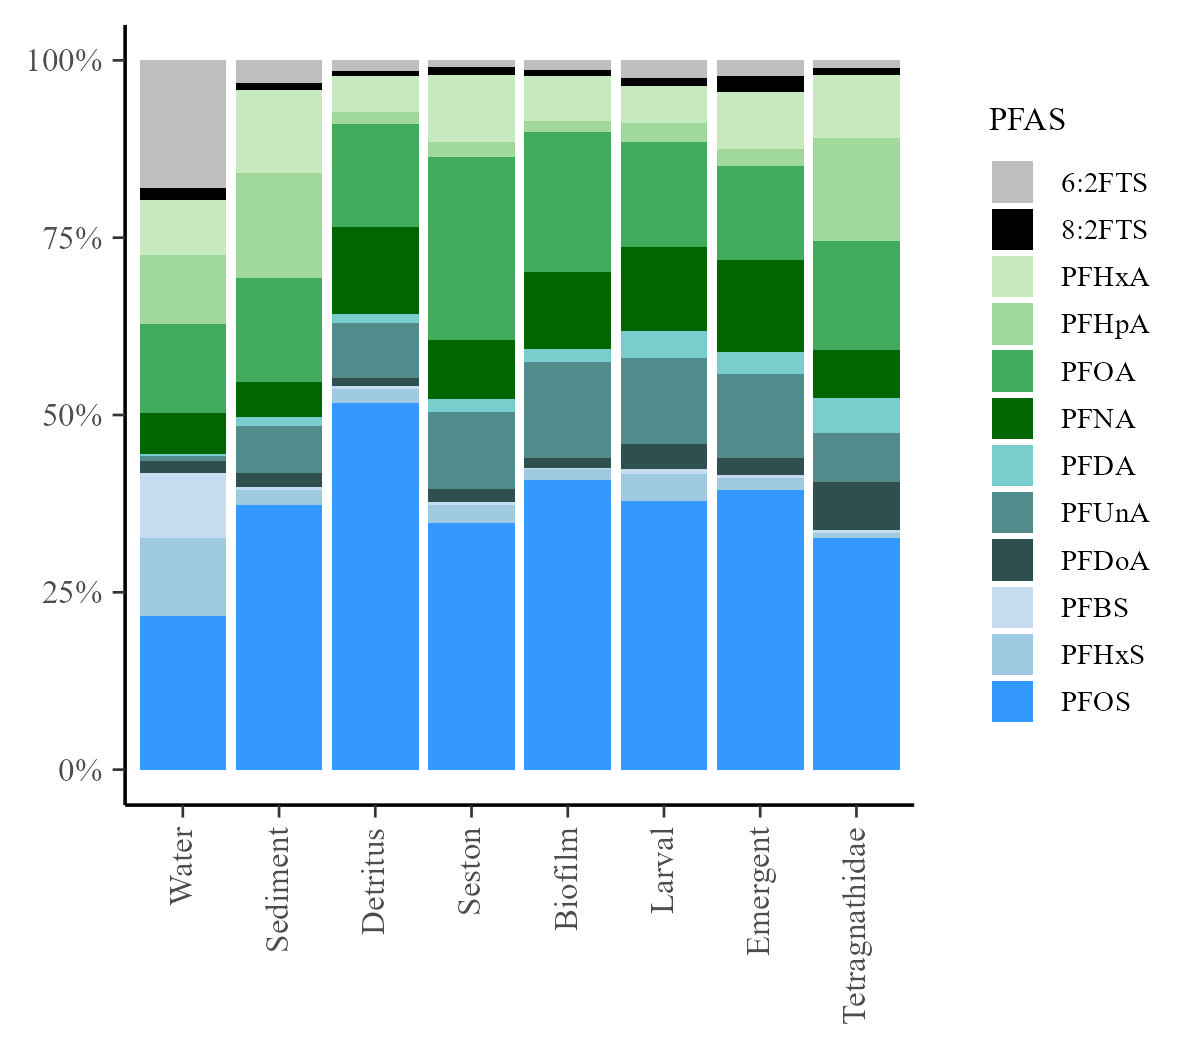 100%
75%
50%
25%
0%
Water
Sediment
Detritus
Seston
Biofilm
Larval
Emergent
Tetragnathidae
PFAS
6:2FTS
8:2FTS
PFHxA
PFHpA
PFOA
PFNA
PFDA
PFUnA
PFDoA
PFBS
PFHxS
PFOS